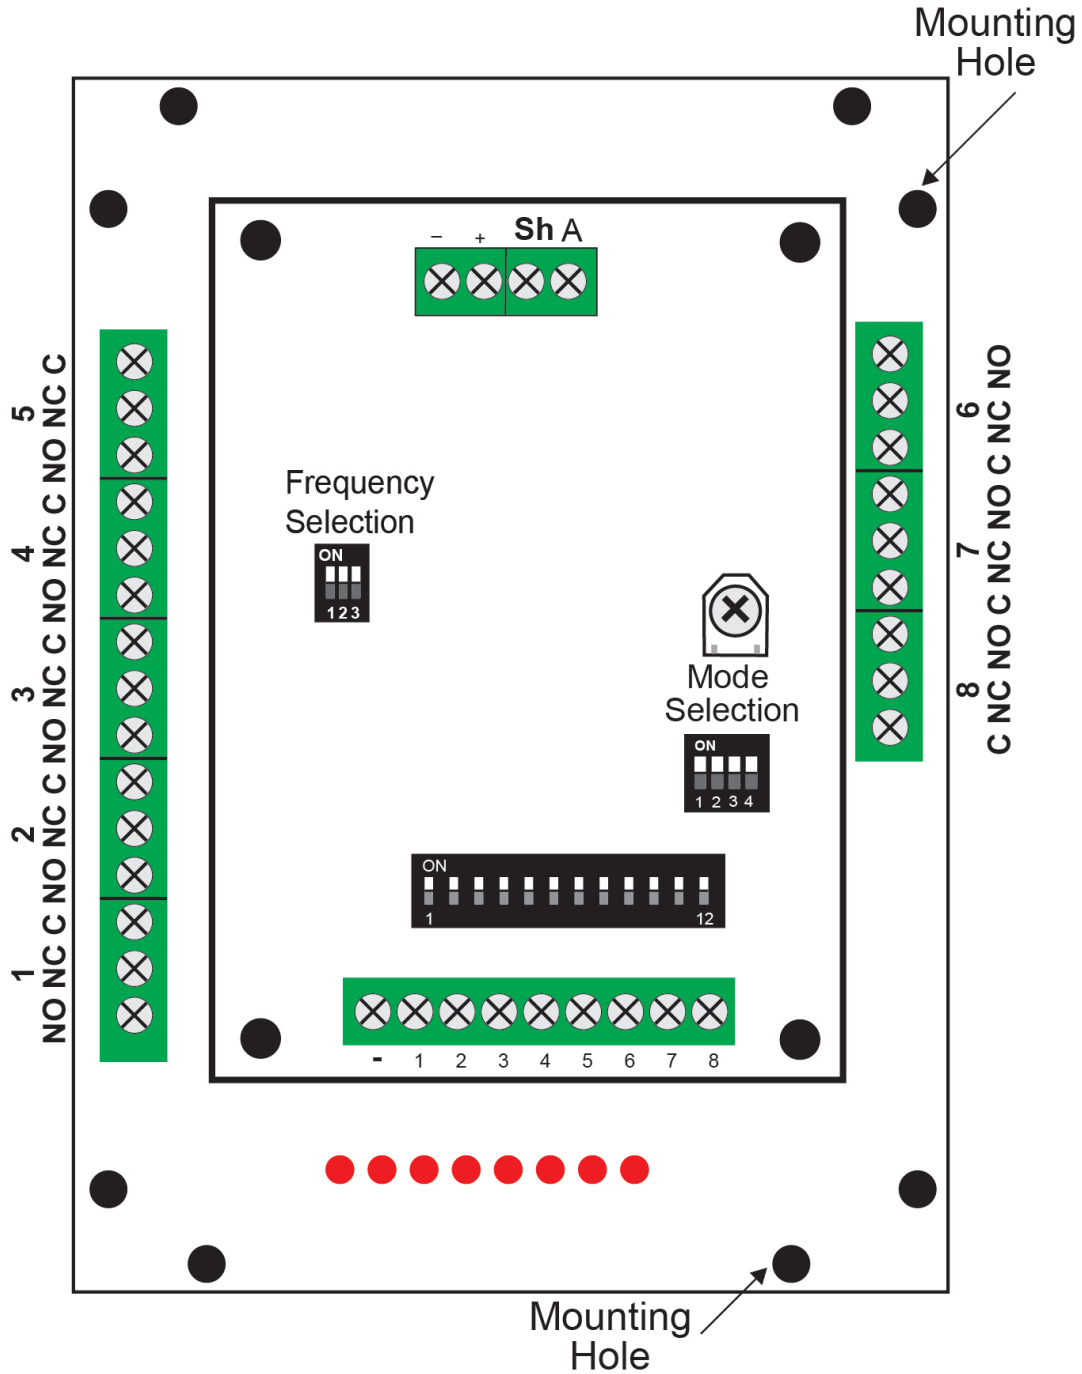 Mounting
Hole
– + Sh A
5
NO NC C
4
NO NC C
3
NO NC C
2
NO NC C
1
NO NC C
6
C NC NO
7
C NC NO
8
C NC NO
Frequency
Selection
ON
1 2 3
Mode
Selection
ON
1 2 3 4
ON
1 12
- 1 2 3 4 5 6 7 8
Mounting
Hole